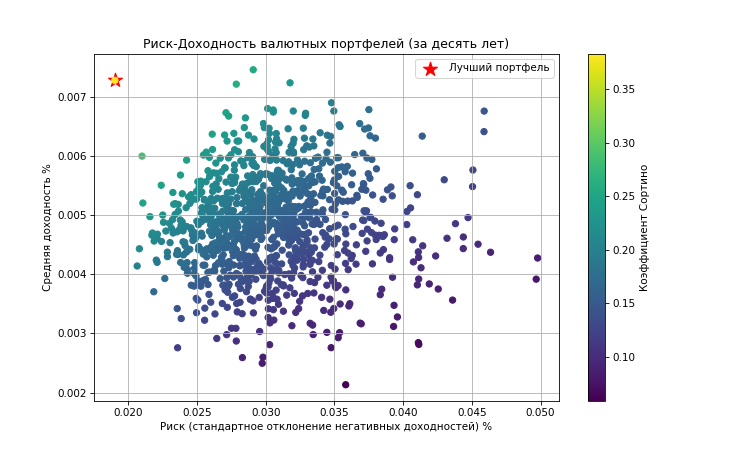 Риск-Доходность валютных портфелей (за десять лет)
Лучший портфель
Средняя доходность %
0.007
0.006
0.005
0.004
0.003
0.002
0.020 0.025 0.030 0.035 0.040 0.045 0.050
Риск (стандартное отклонение негативных доходностей) %
0.35
0.30
0.25
0.20
0.15
0.10
Коэффициент Сортино